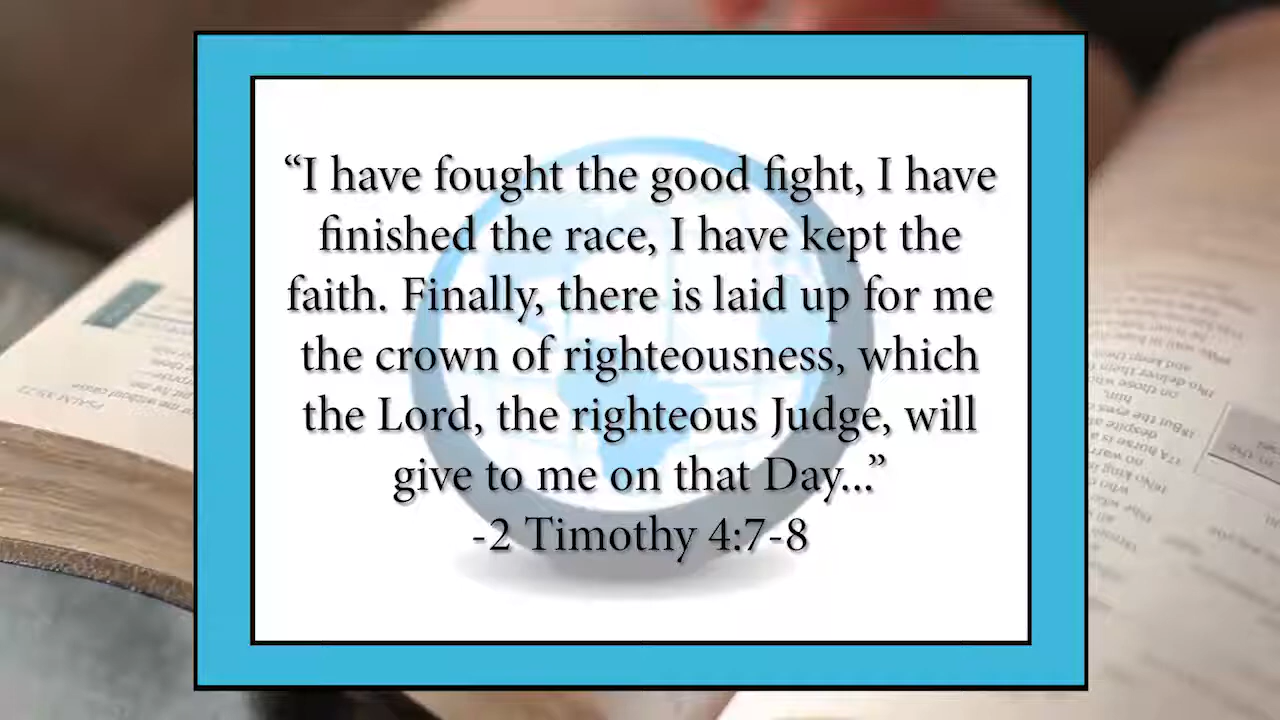 “I have fought the good fight, I have
finished the race, I have kept the
faith. Finally, there is laid up for me
the crown of righteousness, which
the Lord, the righteous Judge, will
give to me on that Day...”
-2 Timothy 4:7-8